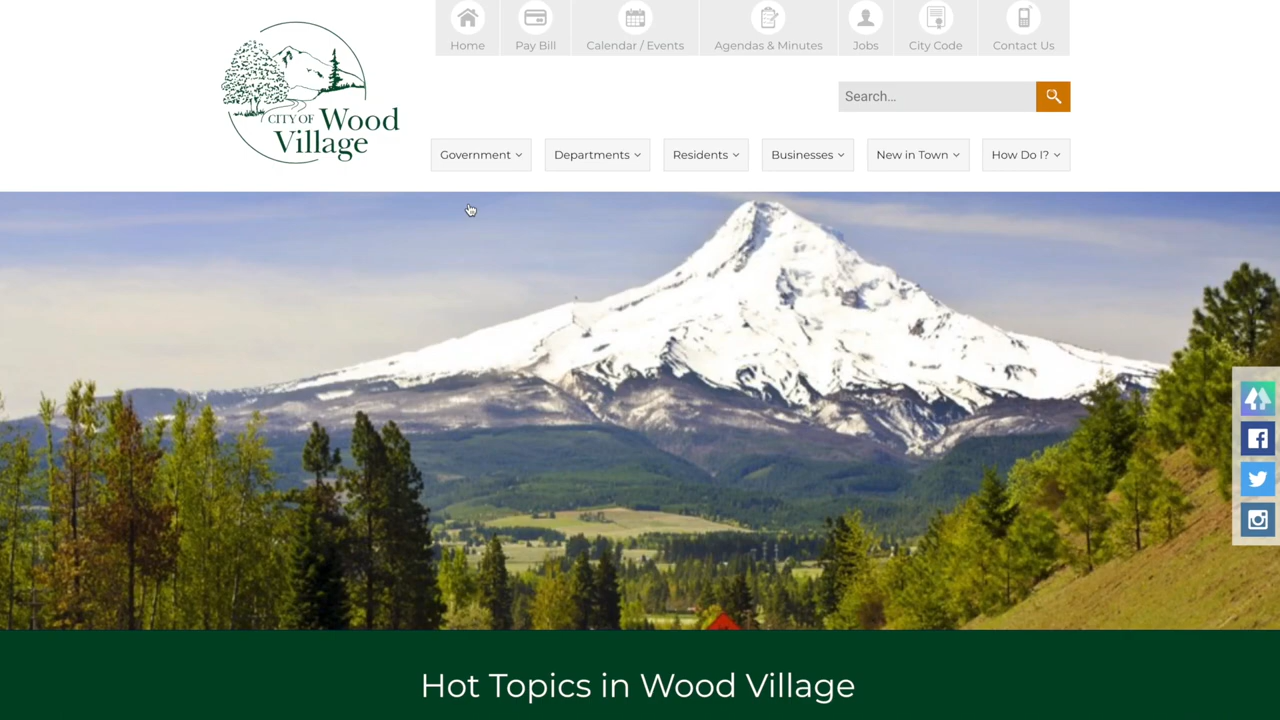 Home
Pay Bill
Calendar / Events
Agendas & Minutes
Jobs
City Code
Contact Us
CITY OF Wood
Village
Search...
Government
Departments
Residents
Businesses
New in Town
How Do I?
Hot Topics in Wood Village